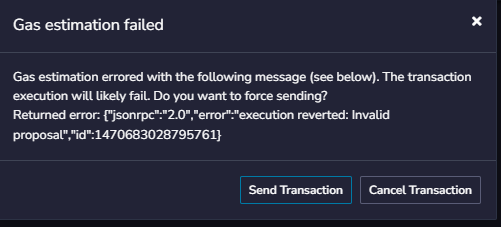 Gas estimation failed
×
Gas estimation errored with the following message (see below). The transaction
execution will likely fail. Do you want to force sending?
Returned error: {"jsonrpc":"2.0","error":"execution reverted: Invalid
proposal","id":1470683028795761}
Send Transaction
Cancel Transaction